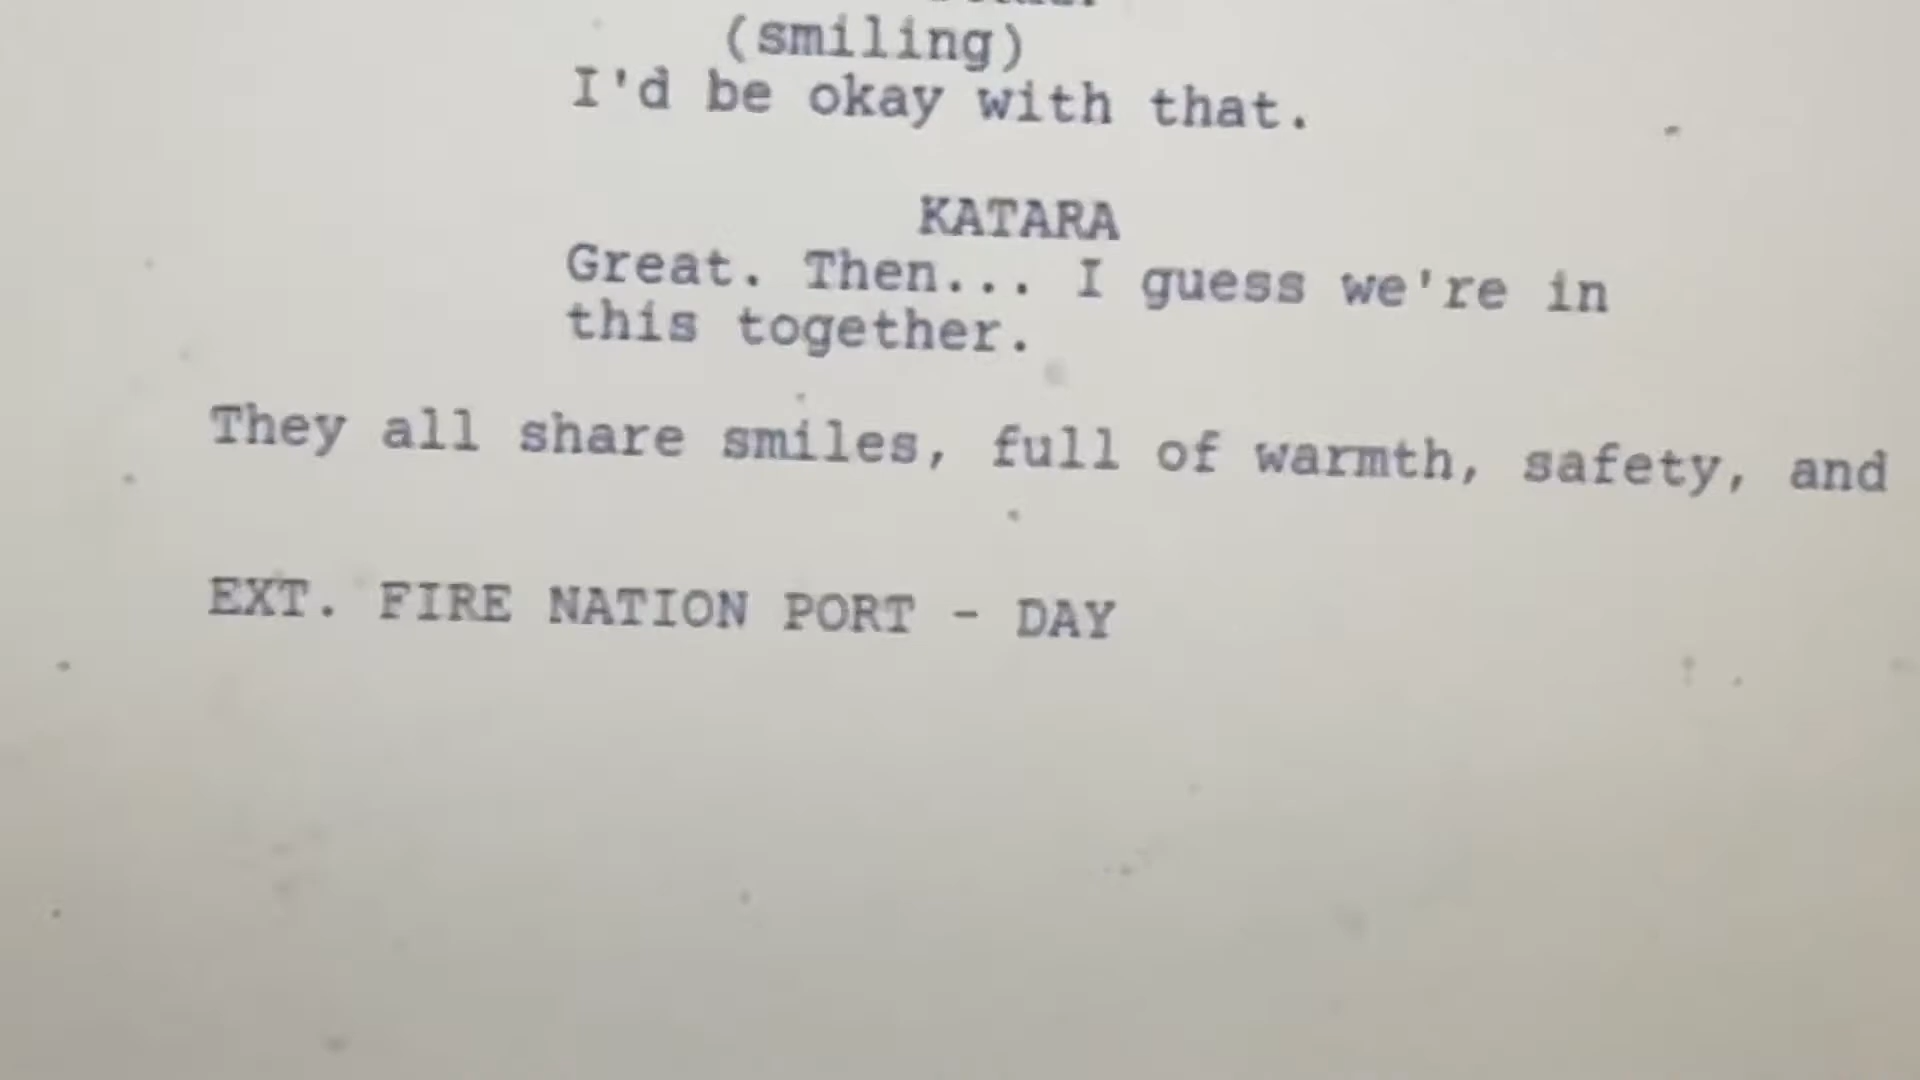 (smiling)
I'd be okay with that.
KATARA
Great. Then... I guess we're in
this together.
They all share smiles, full of warmth, safety, and
EXT. FIRE NATION PORT - DAY